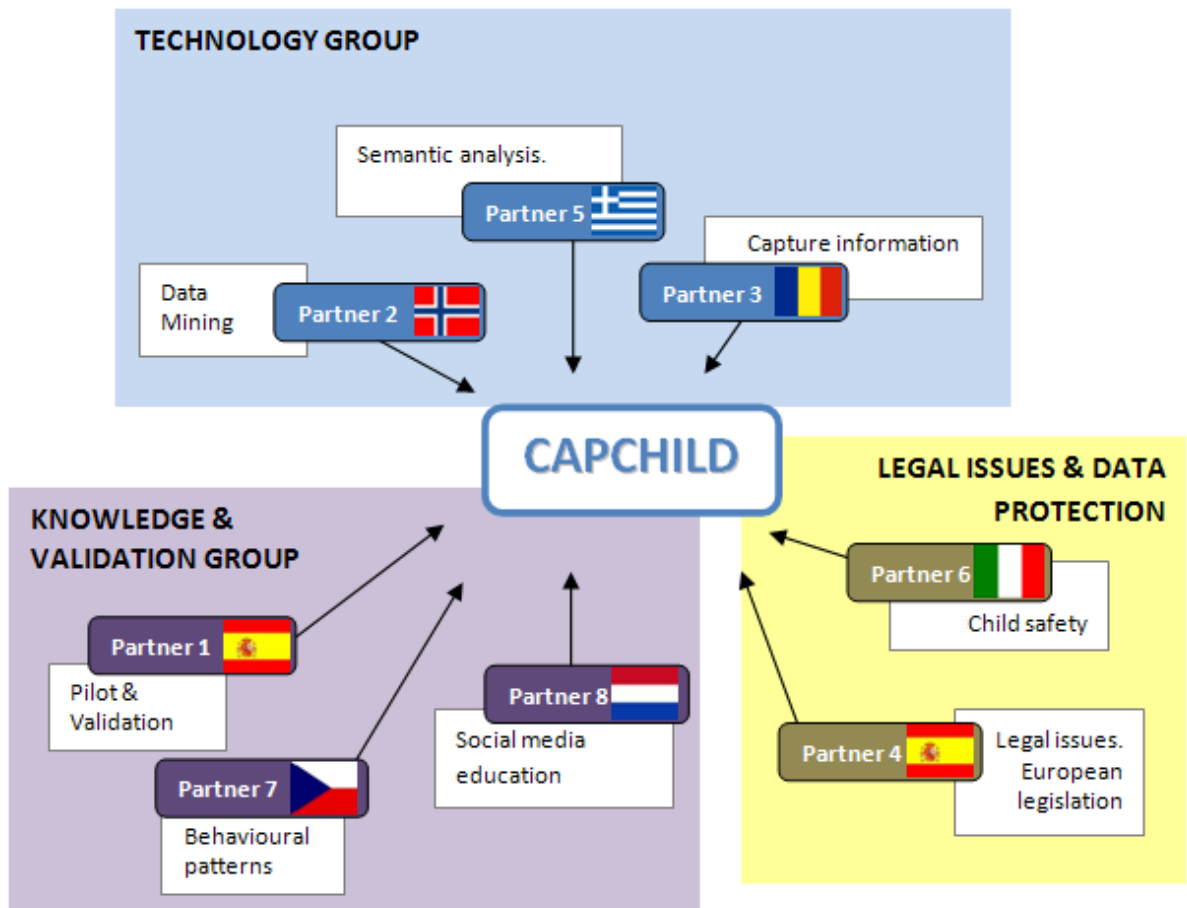 TECHNOLOGY GROUP
Semantic analysis.
Partner 5
Capture information
Partner 3
Data
Mining
Partner 2
CAPCHILD
KNOWLEDGE &
VALIDATION GROUP
Partner 1
Pilot &
Validation
Partner 7
Behavioural
patterns
Partner 8
Social media
education
LEGAL ISSUES & DATA
PROTECTION
Partner 6
Child safety
Partner 4
Legal issues.
European
legislation